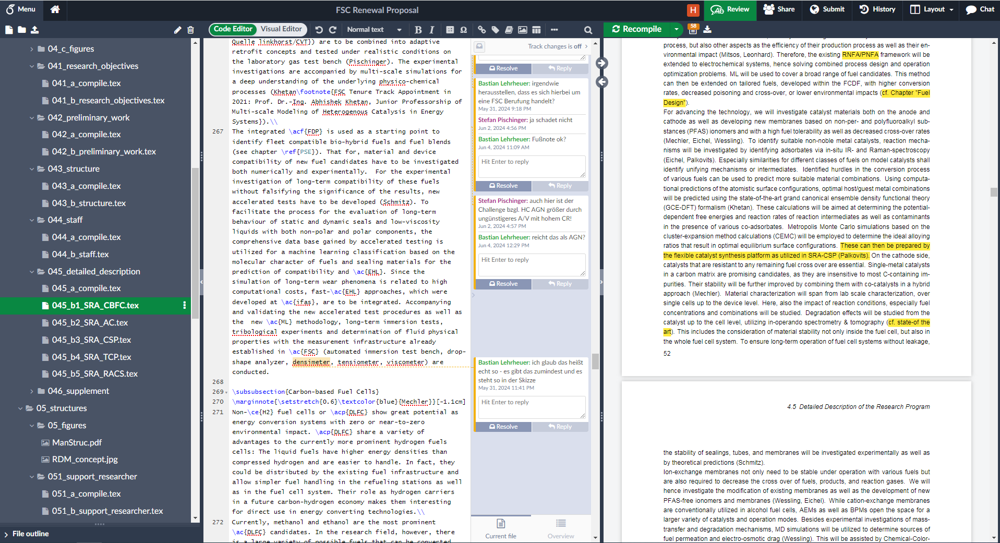 Menu
FSC Renewal Proposal
H
Review
Share
Submit
History
Layout
Chat
Code Editor
Visual Editor
Normal text
B
I
Ω
Recompile
58
04_c_figures
041_research_objectives
041_a_compile.tex
041_b_research_objectives.tex
042_preliminary_work
042_a_compile.tex
042_b_preliminary_work.tex
043_structure
043_a_compile.tex
043_b_structure.tex
044_staff
044_a_compile.tex
044_b_staff.tex
045_detailed_description
045_a_compile.tex
045_b1_SRA_CBFC.tex
045_b2_SRA_AC.tex
045_b3_SRA_CSP.tex
045_b4_SRA_TCP.tex
045_b5_SRA_RACS.tex
046_supplement
05_structures
05_figures
ManStruc.pdf
RDM_concept.jpg
051_support_researcher
051_a_compile.tex
051_b_support_researcher.tex
File outline
Quelle linkhorst/CVT}) are to be combined into adaptive
retrofit concepts and tested under realistic conditions on
the laboratory gas test bench (Pischinger). The experimental
investigations are accompanied by multi-scale simulations for
a deep understanding of the underlying physico-chemical
processes (Khetan\footnote{FSC Tenure Track Appointment in
2021: Prof. Dr.-Ing. Abhishek Khetan, Junior Professorship of
Multi-scale Modeling of Heterogenous Catalysis in Energy
Systems}).\\
267 The integrated \acf{FDP} is used as a starting point to
identify fleet compatible bio-hybrid fuels and fuel blends
(see chapter \ref{PSE}). That for, material and device
compatibility of new fuel candidates have to be investigated
both numerically and experimentally.  For the experimental
investigation of long-term compatibility of these fuels
without falsifying the significance of the results, new
accelerated tests have to be developed (Schmitz). To
facilitate the process for the evaluation of long-term
behaviour of static and dynamic seals and low-viscosity
liquids with both non-polar and polar components, the
comprehensive data base gained by accelerated testing is
utilized for a machine learning classification based on the
molecular character of fuels and sealing materials for the
prediction of compatibility and \ac{EHL}. Since the
simulation of long-term wear phenomena is related to high
computational costs, fast-\ac{EHL} approaches, which were
developed at \ac{ifas}, are to be integrated. Accompanying
and validating the new accelerated test procedures as well as
the  new \ac{ML} methodology, long-term immersion tests,
tribological experiments and determination of fluid physical
properties with the measurement infrastructure already
established in \ac{FSC} (automated immersion test bench, drop-
shape analyzer, densimeter, tensiometer, viscometer) are
conducted.
268
269 \subsubsection{Carbon-based Fuel Cells}
270 \marginnote{\setstretch{0.6}\textcolor{blue}{Mechler}}[-1.1cm]
271 Non-\ce{H2} fuel cells or \acp{DLFC} show great potential as
energy conversion systems with zero or near-to-zero
environmental impact. \acp{DLFC} share a variety of
advantages to the currently more prominent hydrogen fuels
cells: The liquid fuels have higher energy densities than
compressed hydrogen and are easier to handle. In fact, they
could be distributed by the existing fuel infrastructure and
allow simpler fuel handling in the refueling stations as well
as in the fuel cell system. Their role as hydrogen carriers
in a future carbon-hydrogen economy makes them interesting
for direct use in energy converting technologies.\\
272 Currently, methanol and ethanol are the most prominent
\ac{DLFC} candidates. In the research field, however, there
is a large variety of possible fuels that can be converted
Track changes is off
Resolve
Reply
Bastian Lehrheuer: irgendwie
herausstellen, dass es sich hierbei um
eine FSC Berufung handelt?
May 31, 2024 9:18 PM
Stefan Pischinger: ja schadet nicht
Jun 2, 2024 4:56 PM
Bastian Lehrheuer: Fußnote ok?
Jun 4, 2024 11:09 AM
Hit Enter to reply
Resolve
Reply
Stefan Pischinger: auch hier ist der
Challenge bzgl. HC AGN größer durch
ungünstigeres A/V mit hohem CR!
Jun 2, 2024 4:57 PM
Bastian Lehrheuer: reicht das als AGN?
Jun 4, 2024 12:29 PM
Hit Enter to reply
Resolve
Reply
Bastian Lehrheuer: ich glaub das heißt
echt so - es gibt das zumindest und es
steht so in der Skizze
May 31, 2024 11:41 PM
Hit Enter to reply
Resolve
Reply
Current file
Overview
process, but also other aspects as the efficiency of their production process as well as their en-
vironmental impact (Mitsos, Leonhard). Therefore, the existing RNFA/PNFA framework will be
extended to electrochemical systems, hence solving combined process design and operation
optimization problems. ML will be used to cover a broad range of fuel candidates. This method
can then be extended on tailored fuels, developed within the FCDF, with higher conversion
rates, decreased poisoning and cross-over, or lower environmental impacts (cf. Chapter "Fuel
Design").
For advancing the technology, we will investigate catalyst materials both on the anode and
cathode as well as developing new membranes based on non-per- and polyfluoroalkyl sub-
stances (PFAS) ionomers and with a high fuel tolerability as well as decreased cross-over rates
(Mechler, Eichel, Wessling). To identify suitable non-noble metal catalysts, reaction mecha-
nisms will be investigated by identifying adsorbates via in-situ IR- and Raman-spectroscopy
(Eichel, Palkovits). Especially similarities for different classes of fuels on model catalysts shall
identify unifying mechanisms or intermediates. Identified hurdles in the conversion process
of various fuels can be used to predict more suitable material combinations. Using computa-
tional predictions of the atomistic surface configurations, optimal host/guest metal combinations
will be predicted using the state-of-the-art grand canonical ensemble density functional theory
(GCE-DFT) formalism (Khetan). These calculations will be aimed at determining the potential-
dependent free energies and reaction rates of reaction intermediates as well as contaminants
in the presence of various co-adsorbates. Metropolis Monte Carlo simulations based on the
cluster-expansion method calculations (CEMC) will be employed to determine the ideal alloying
ratios that result in optimal equilibrium surface configurations. These can then be prepared by
the flexible catalyst synthesis platform as utilized in SRA-CSP (Palkovits). On the cathode side,
catalysts that are resistant to any remaining fuel cross over are essential. Single-metal catalysts
in a carbon matrix are promising candidates, as they are insensitive to most C-containing im-
purities. Their stability will be further improved by combining them with co-catalysts in a hybrid
approach (Mechler). Material characterization will span from lab scale characterization, over
single cells up to the device level. Here, also the impact of reaction conditions, especially fuel
concentrations and combinations will be studied. Degradation effects will be studied from the
catalyst up to the cell level, utilizing in-operando spectrometry & tomography (cf. state-of the
art). This includes the consideration of material stability not only inside the fuel cell, but also in
the whole fuel cell system. To ensure long-term operation of fuel cell systems without leakage,
52
4.5 Detailed Description of the Research Program
the stability of sealings, tubes, and membranes will be investigated experimentally as well as
by theoretical predictions (Schmitz).
Ion-exchange membranes not only need to be stable under operation with various fuels but
are also required to decrease the cross over of fuels, products, and reaction gases. We will
hence investigate the modification of existing membranes as well as the development of new
PFAS-free ionomers and membranes (Wessling, Eichel). While cation-exchange membranes
are conventionally utilized in alcohol fuel cells, AEMs as well as BPMs open the space for a
larger variety of catalysts and operation modes. Besides experimental investigations of mass-
transfer and degradation mechanisms, MD simulations will be utilized to determine sources of
fuel permeation and electro-osmotic drag (Wessling). This will be assisted by Chemical-Color-